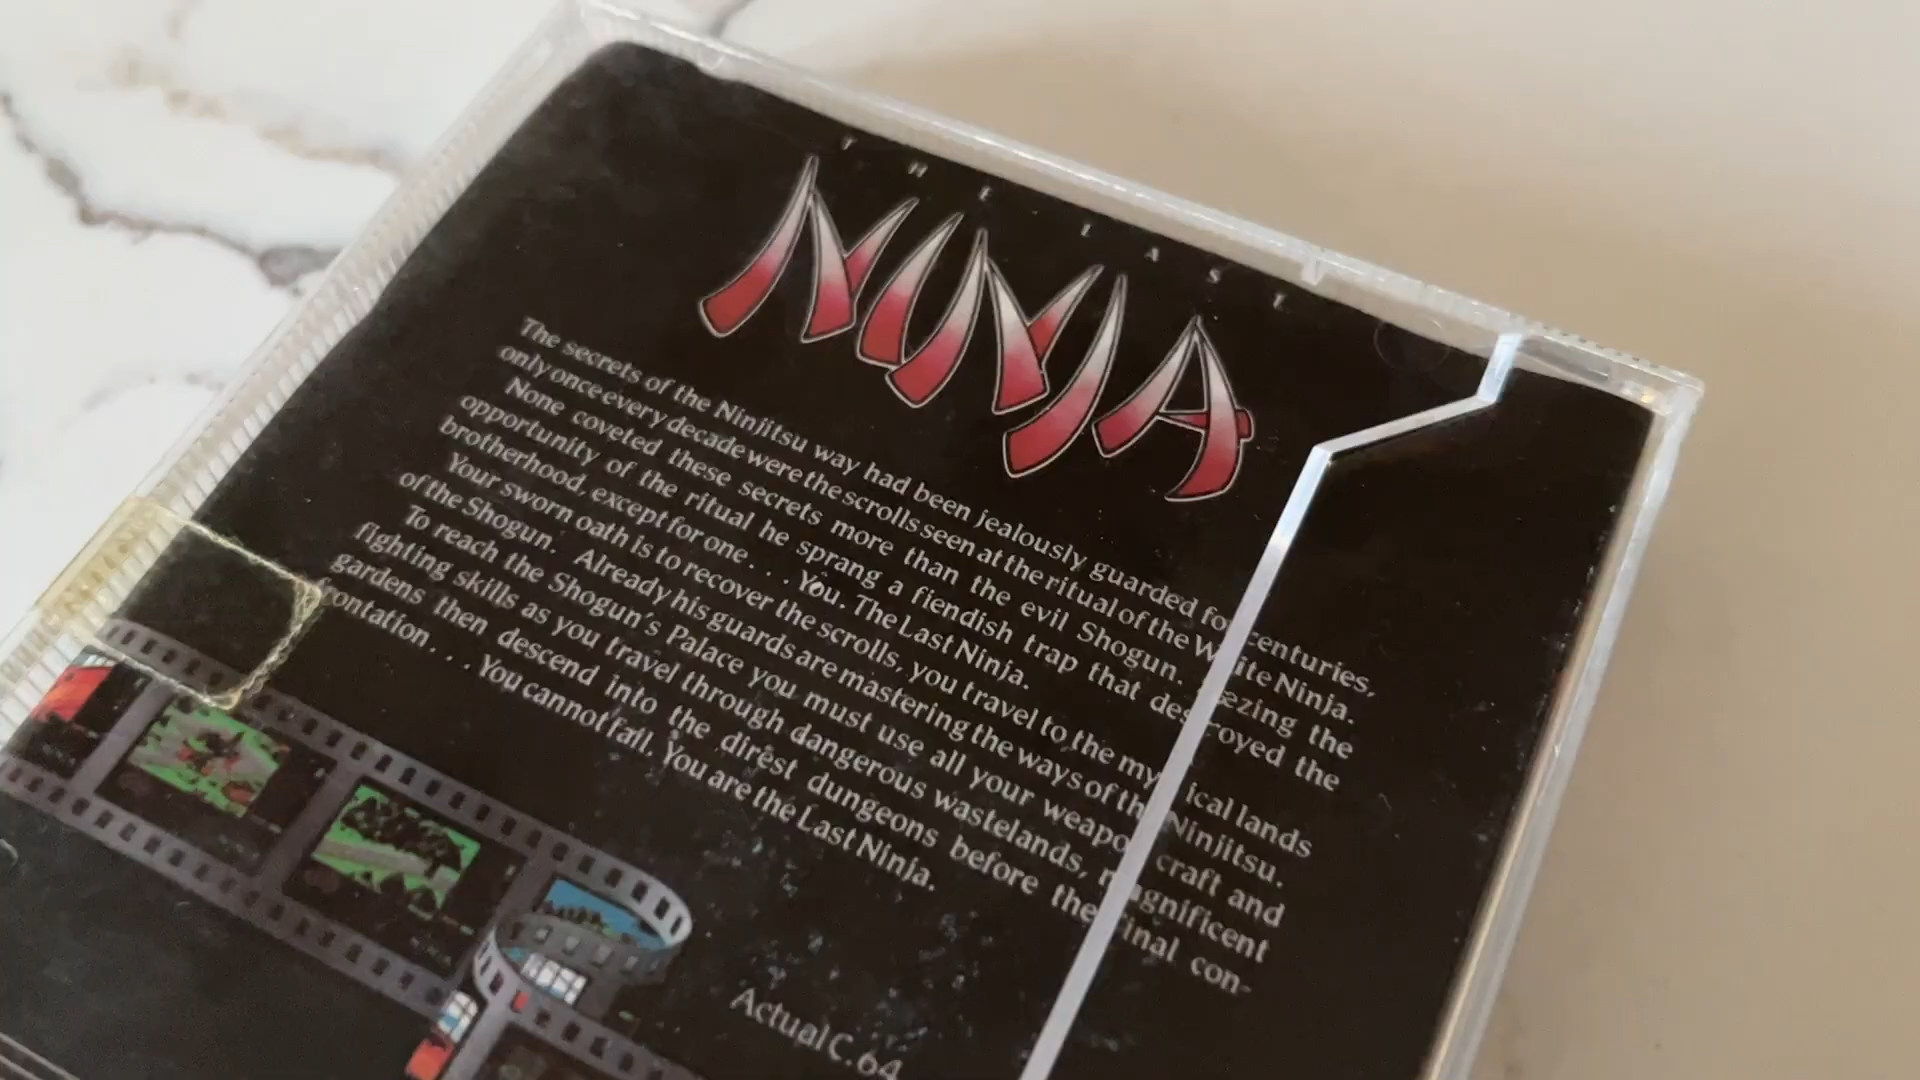 THE LAST
NINJA
The secrets of the Ninjitsu way had been jealously guarded for centuries,
only once every decade were the scrolls seen at the ritual of the White Ninja.
None coveted these secrets more than the evil Shogun. the
opportunity of the ritual he sprang a fiendish trap that destroyed the
brotherhood, except for one . . . You. The Last Ninja.
Your sworn oath is to recover the scrolls, you travel to the mystical lands
of the Shogun. Already his guards are mastering the ways of the Ninjitsu.
To reach the Shogun's Palace you must use all your weapon craft and
fighting skills as you travel through dangerous wastelands, magnificent
gardens then descend into the direst dungeons before the final con-
frontation . . . You cannot fail. You are the Last Ninja.
Actual C.64